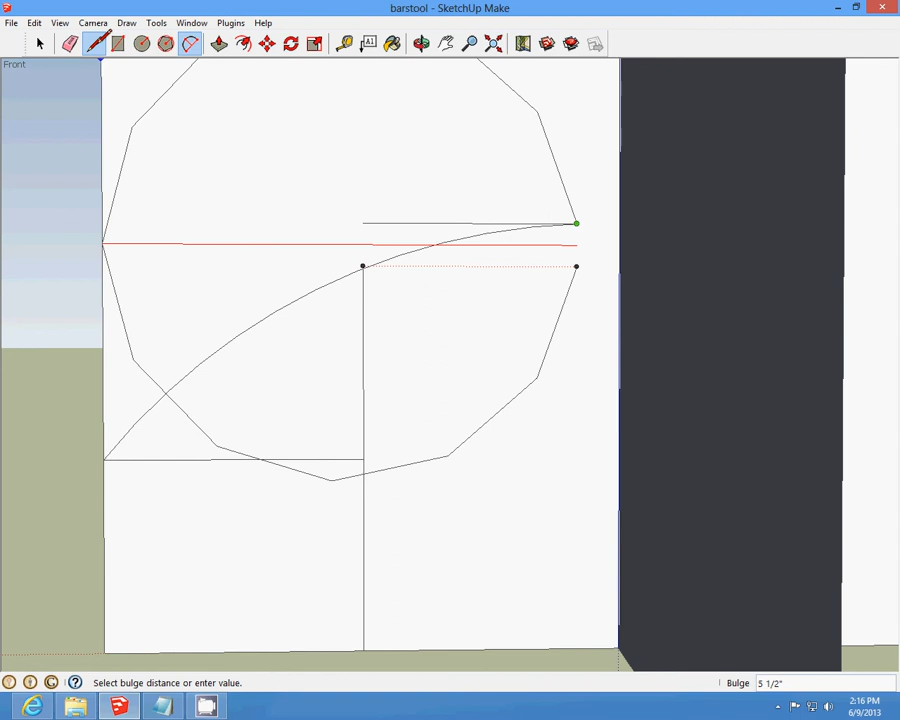 barstool - SketchUp Make
File Edit View Camera Draw Tools Window Plugins Help
A1
Front
Select bulge distance or enter value.
Bulge 5 1/2"
2:16 PM
6/9/2013